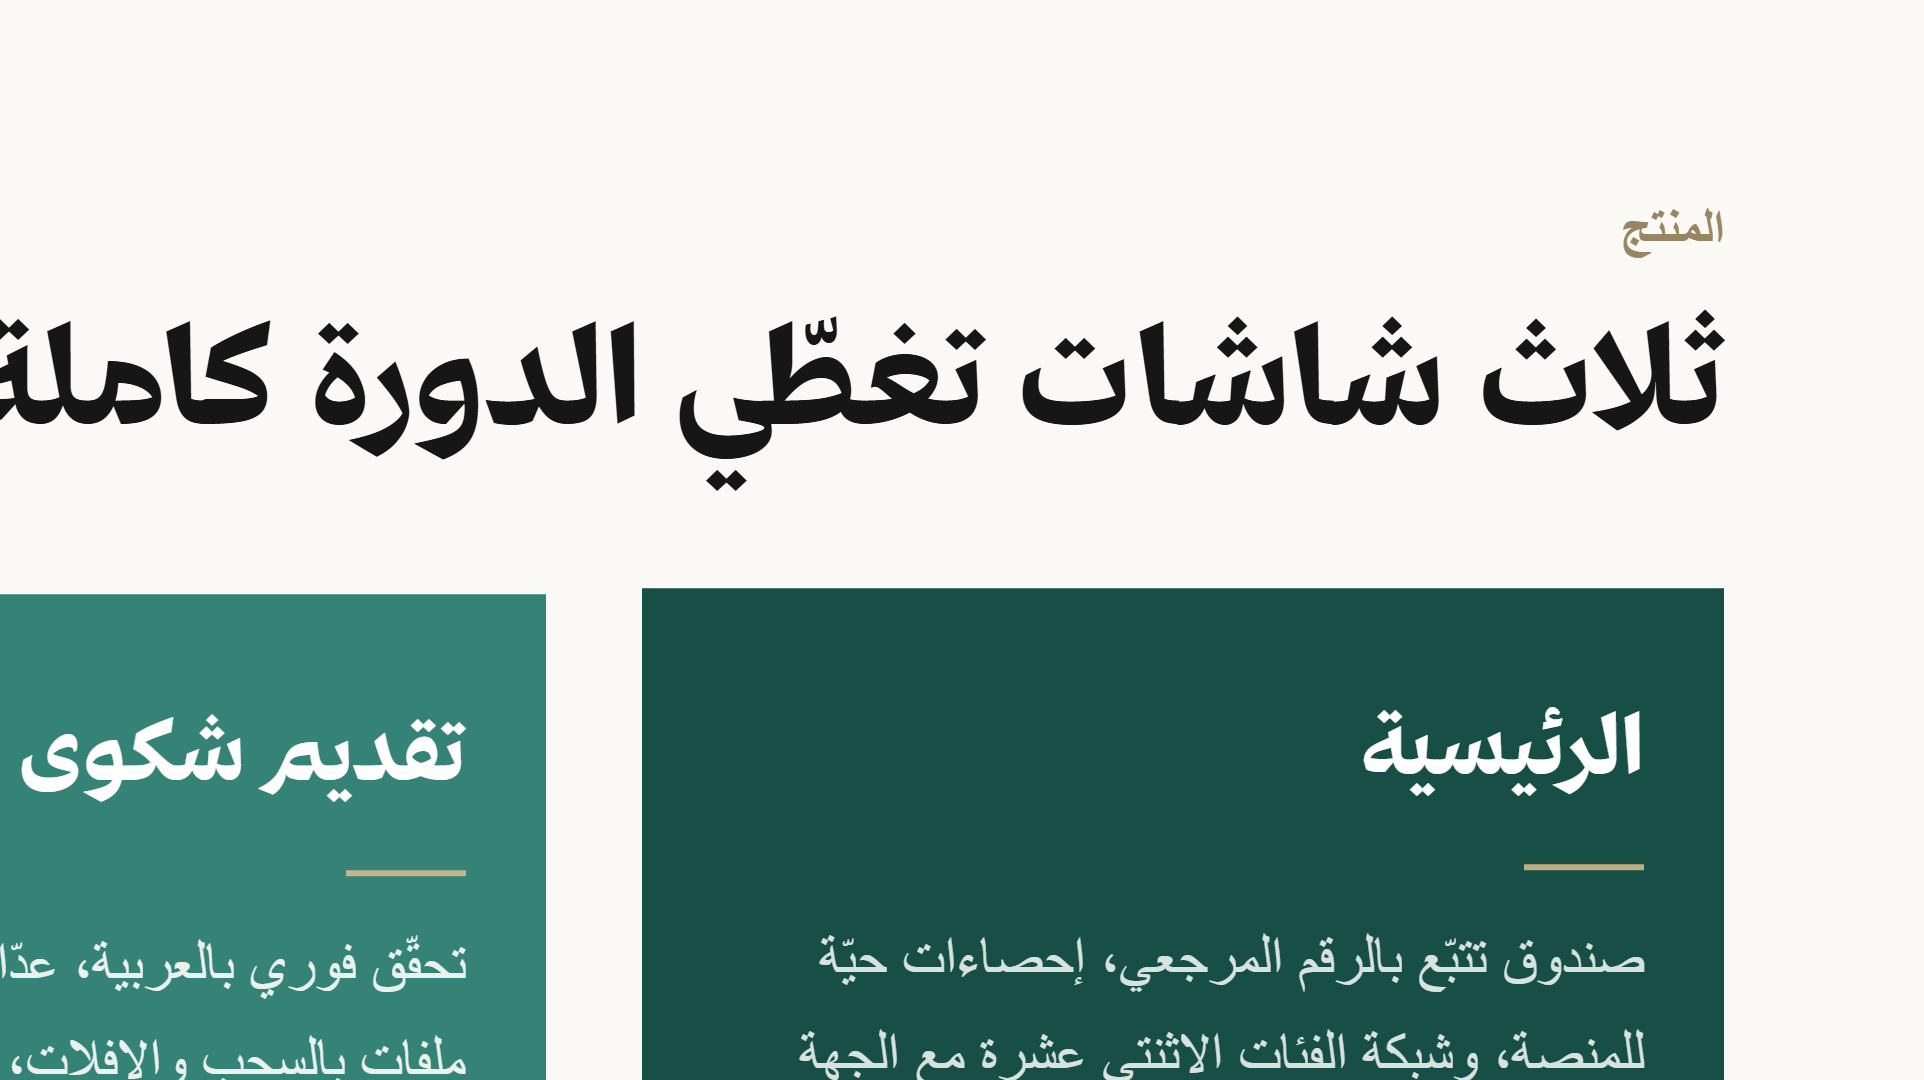 المنتج
ثلاث شاشات تغطّي الدورة كاملة
الرئيسية
صندوق تتبّع بالرقم المرجعي، إحصاءات حيّة
للمنصة، وشبكة الفئات الاثنتي عشرة مع الجهة
تقديم شكوى
تحقّق فوري بالعربية،
ملفات بالسحب والإفلات،